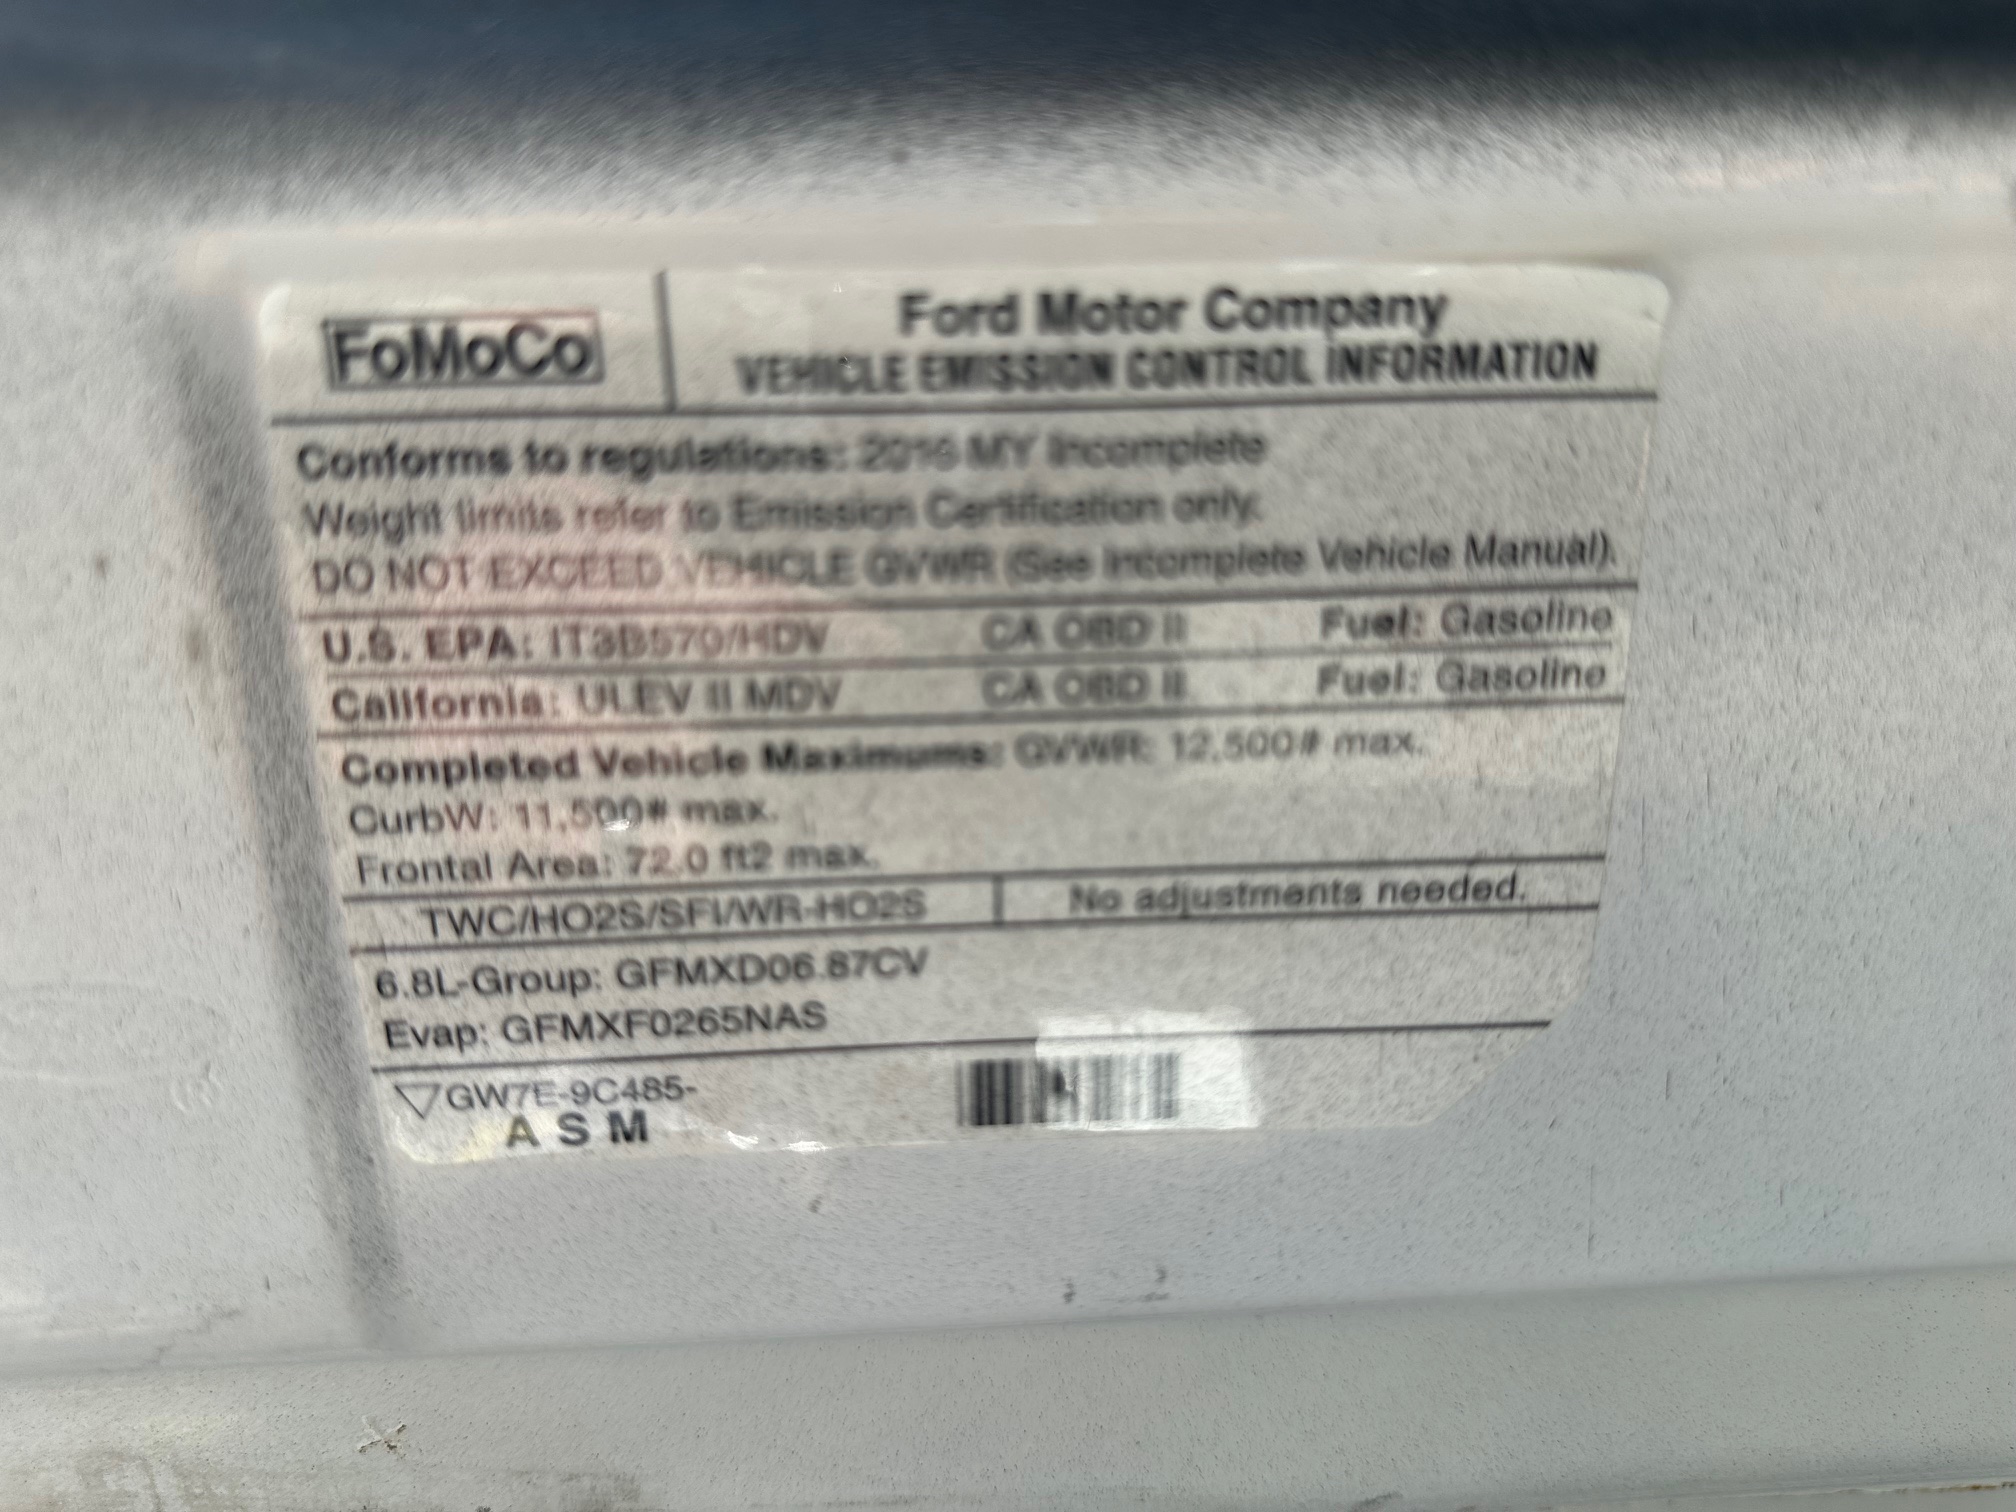 FoMoCo
Ford Motor Company
VEHICLE EMISSION CONTROL INFORMATION
Conforms to regulations: 2016 MY Incomplete
Weight limits refer to Emission Certification only.
DO NOT EXCEED VEHICLE GVWR (See Incomplete Vehicle Manual).
U.S. EPA: IT3B570/HDV CA OBD II Fuel: Gasoline
California: ULEV II MDV CA OBD II Fuel: Gasoline
Completed Vehicle Maximums: GVWR: 12,500# max.
CurbW: 11,500# max.
Frontal Area: 72.0 ft2 max.
TWC/HO2S/SFI/WR-HO2S No adjustments needed.
6.8L-Group: GFMXD06.87CV
Evap: GFMXF0265NAS
GW7E-9C485-
A S M